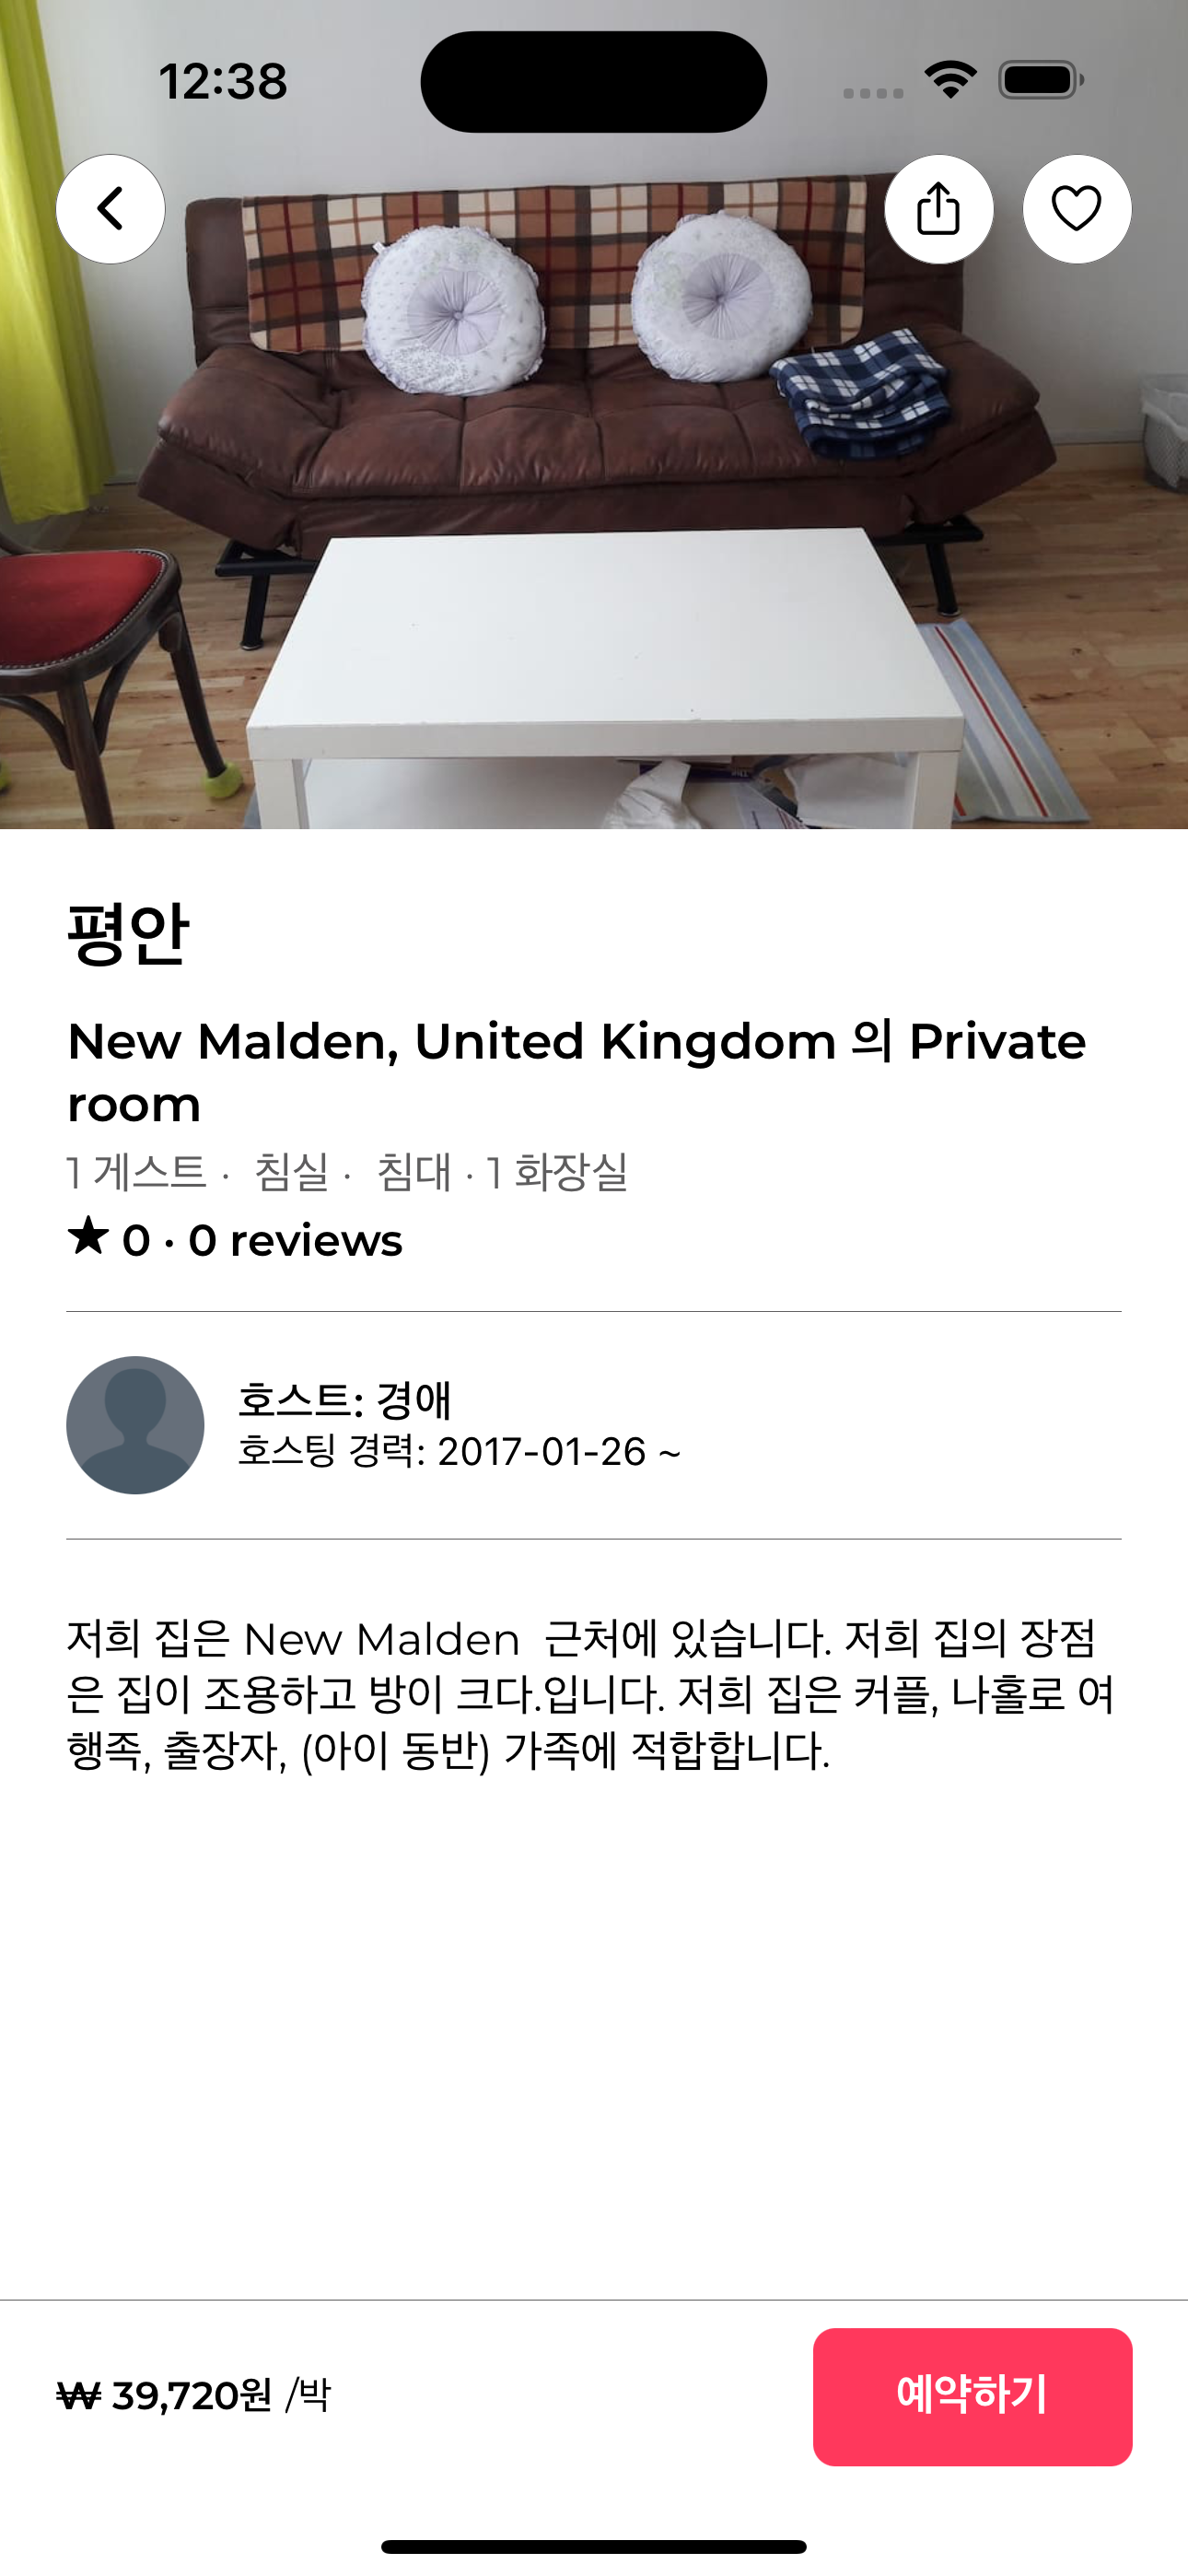 12:38
평안
New Malden, United Kingdom 의 Private
room
1 게스트 · 침실 · 침대 · 1 화장실
★ 0 · 0 reviews
호스트: 경애
호스팅 경력: 2017-01-26 ~
저희 집은 New Malden 근처에 있습니다. 저희 집의 장점
은 집이 조용하고 방이 크다.입니다. 저희 집은 커플, 나홀로 여
행족, 출장자, (아이 동반) 가족에 적합합니다.
₩ 39,720원 /박
예약하기